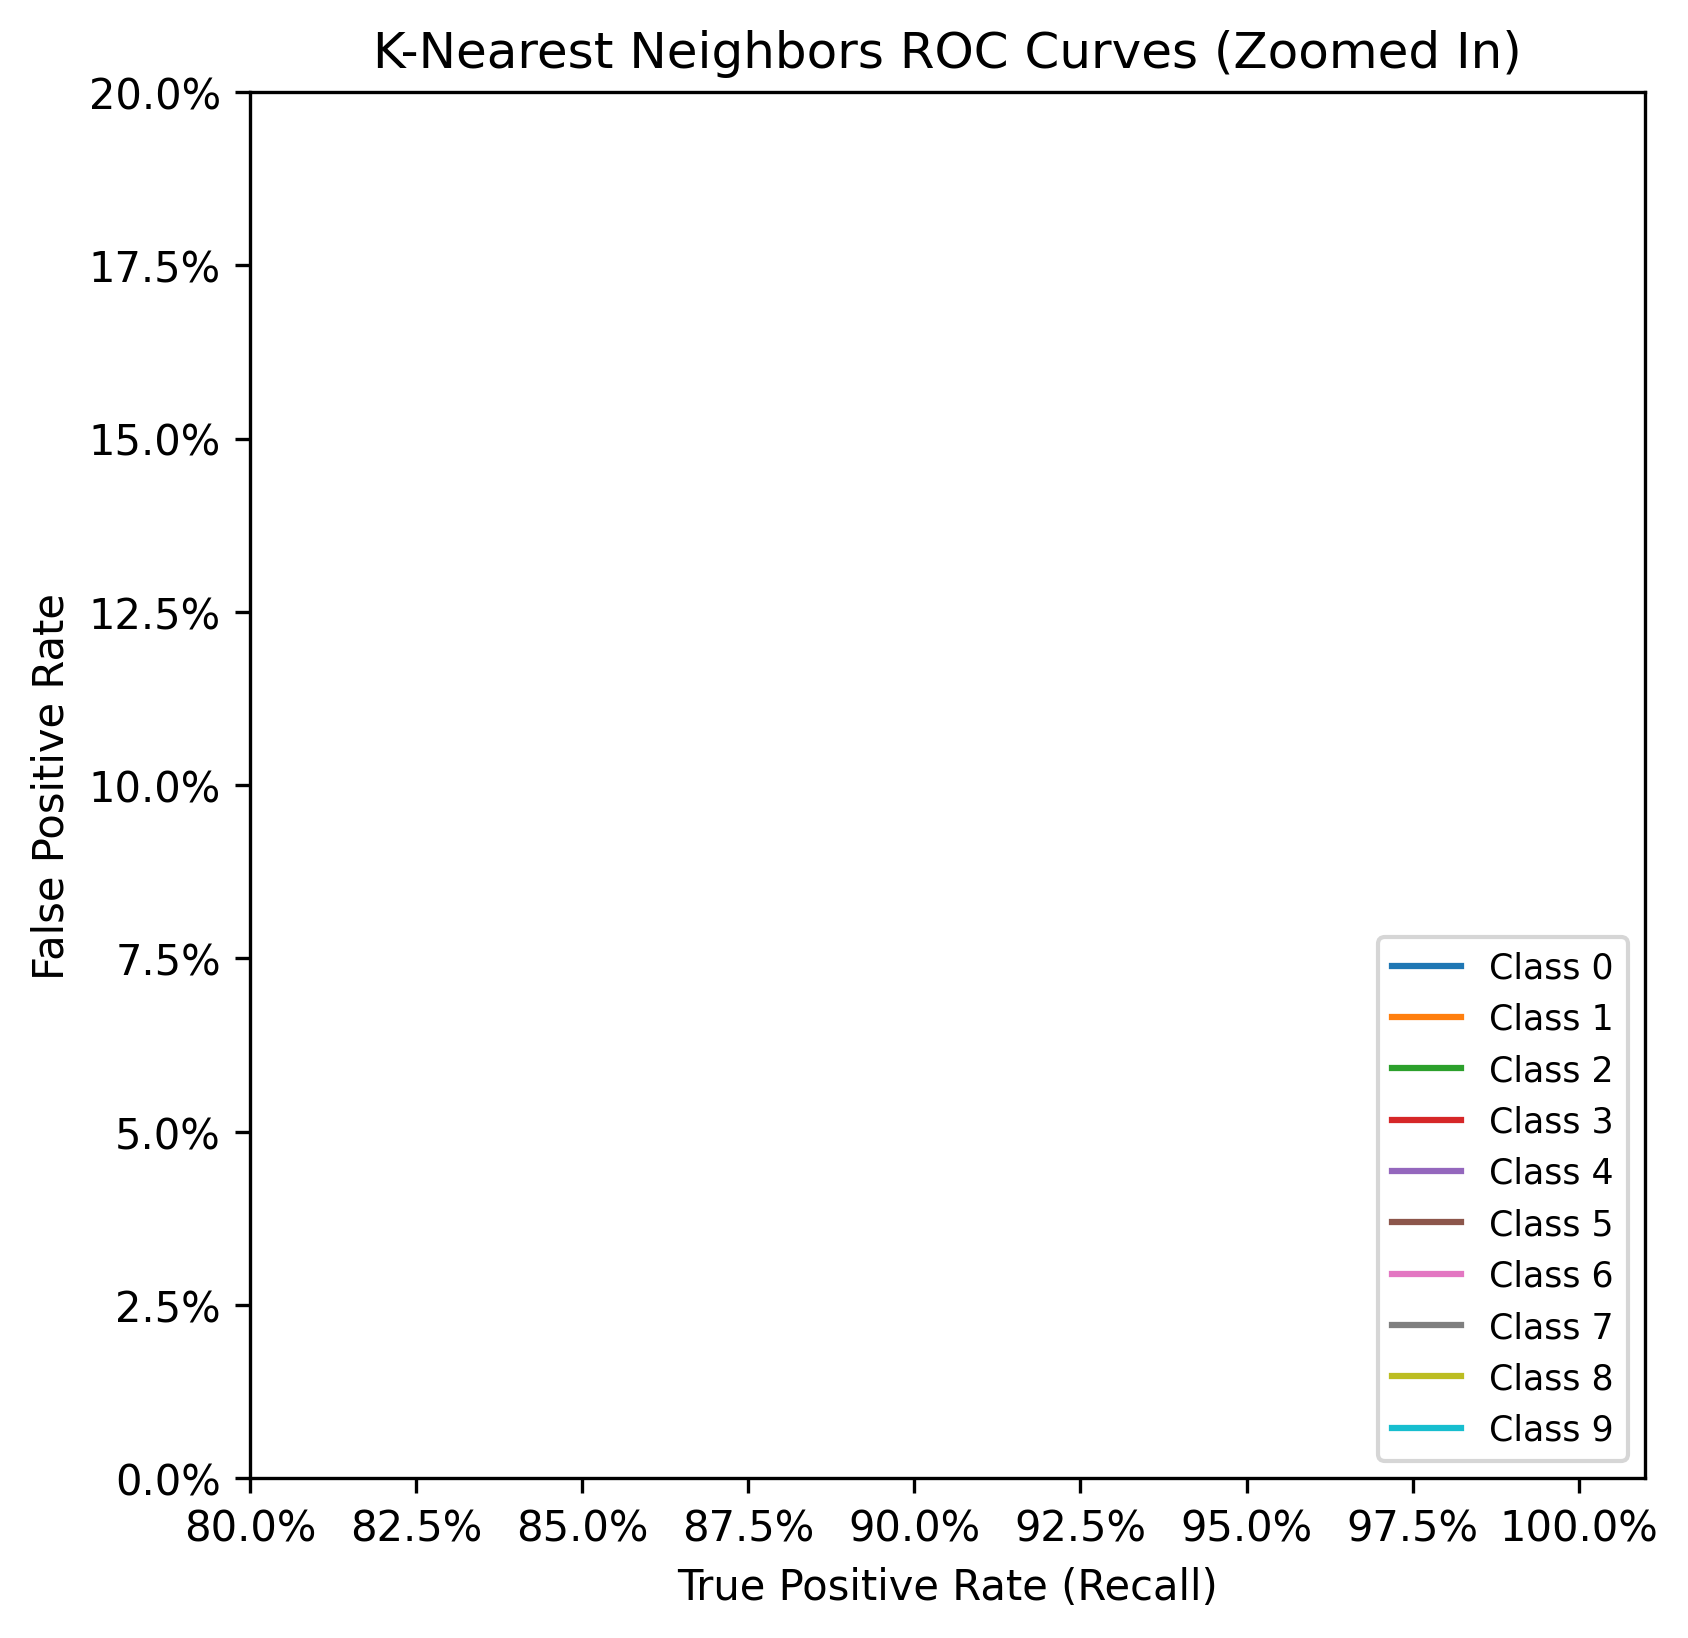 K-Nearest Neighbors ROC Curves (Zoomed In)
20.0%
17.5%
15.0%
12.5%
10.0%
7.5%
5.0%
2.5%
0.0%
False Positive Rate
Class 0
Class 1
Class 2
Class 3
Class 4
Class 5
Class 6
Class 7
Class 8
Class 9
80.0% 82.5% 85.0% 87.5% 90.0% 92.5% 95.0% 97.5% 100.0%
True Positive Rate (Recall)